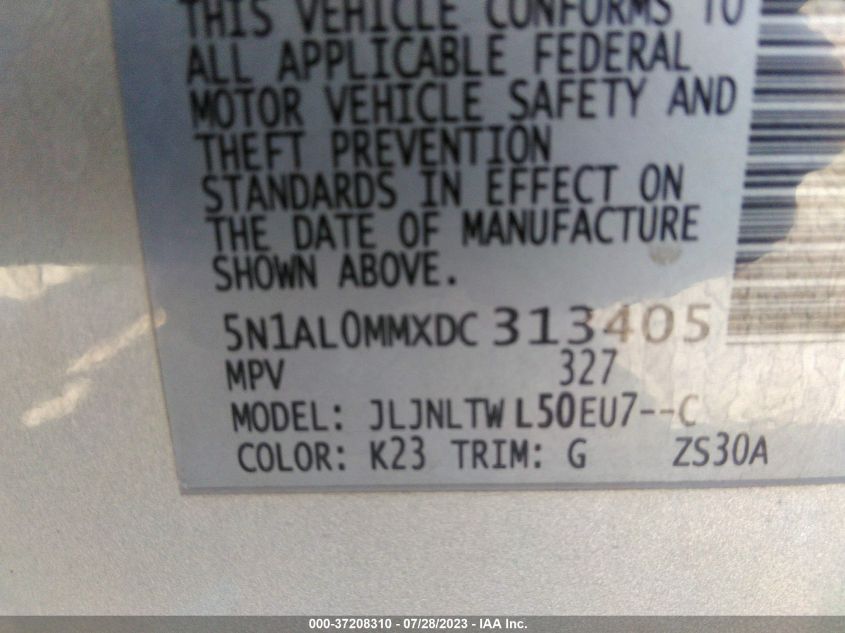 THIS VEHICLE CONFORMS TO
ALL APPLICABLE FEDERAL
MOTOR VEHICLE SAFETY AND
THEFT PREVENTION
STANDARDS IN EFFECT ON
THE DATE OF MANUFACTURE
SHOWN ABOVE.
5N1AL0MMXDC 313405
MPV 327
MODEL: JLJNLTW L50EU7--C
COLOR: K23 TRIM: G ZS30A
000-37208310 - 07/28/2023 - IAA Inc.